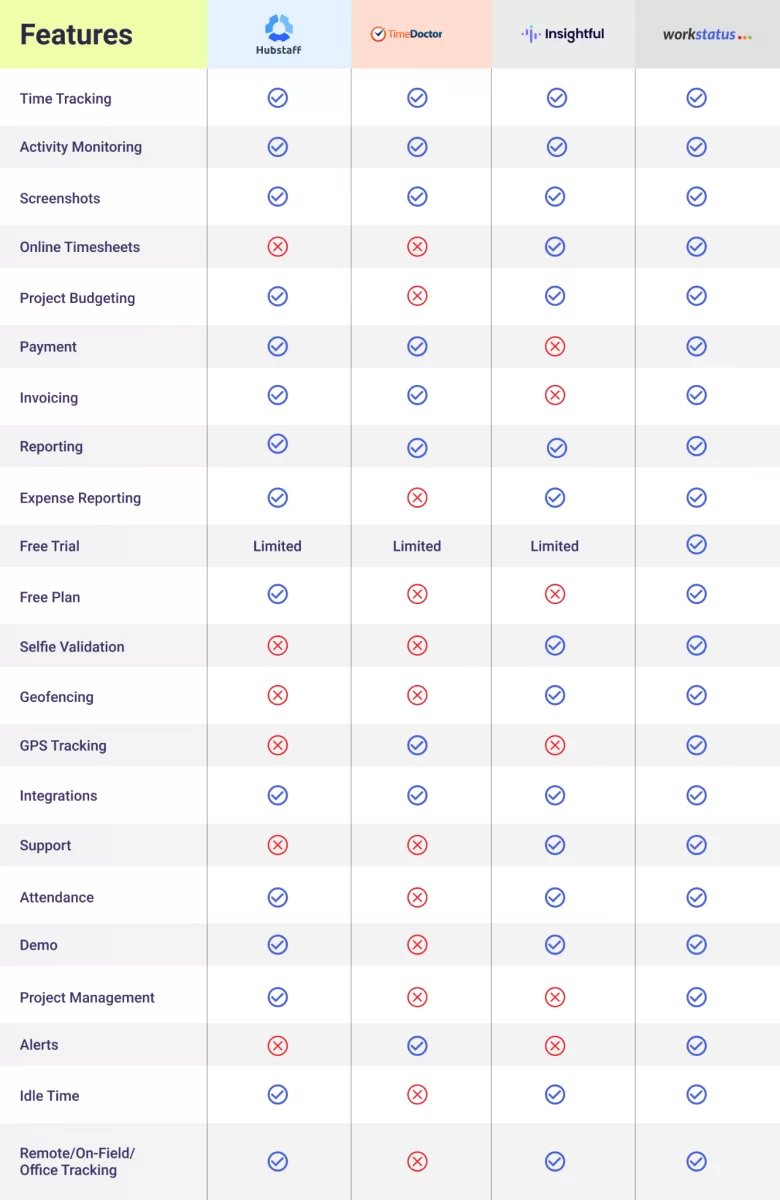 Features
Hubstaff
TimeDoctor
Insightful
workstatus
Time Tracking
Activity Monitoring
Screenshots
Online Timesheets
Project Budgeting
Payment
Invoicing
Reporting
Expense Reporting
Free Trial Limited Limited Limited
Free Plan
Selfie Validation
Geofencing
GPS Tracking
Integrations
Support
Attendance
Demo
Project Management
Alerts
Idle Time
Remote/On-Field/
Office Tracking